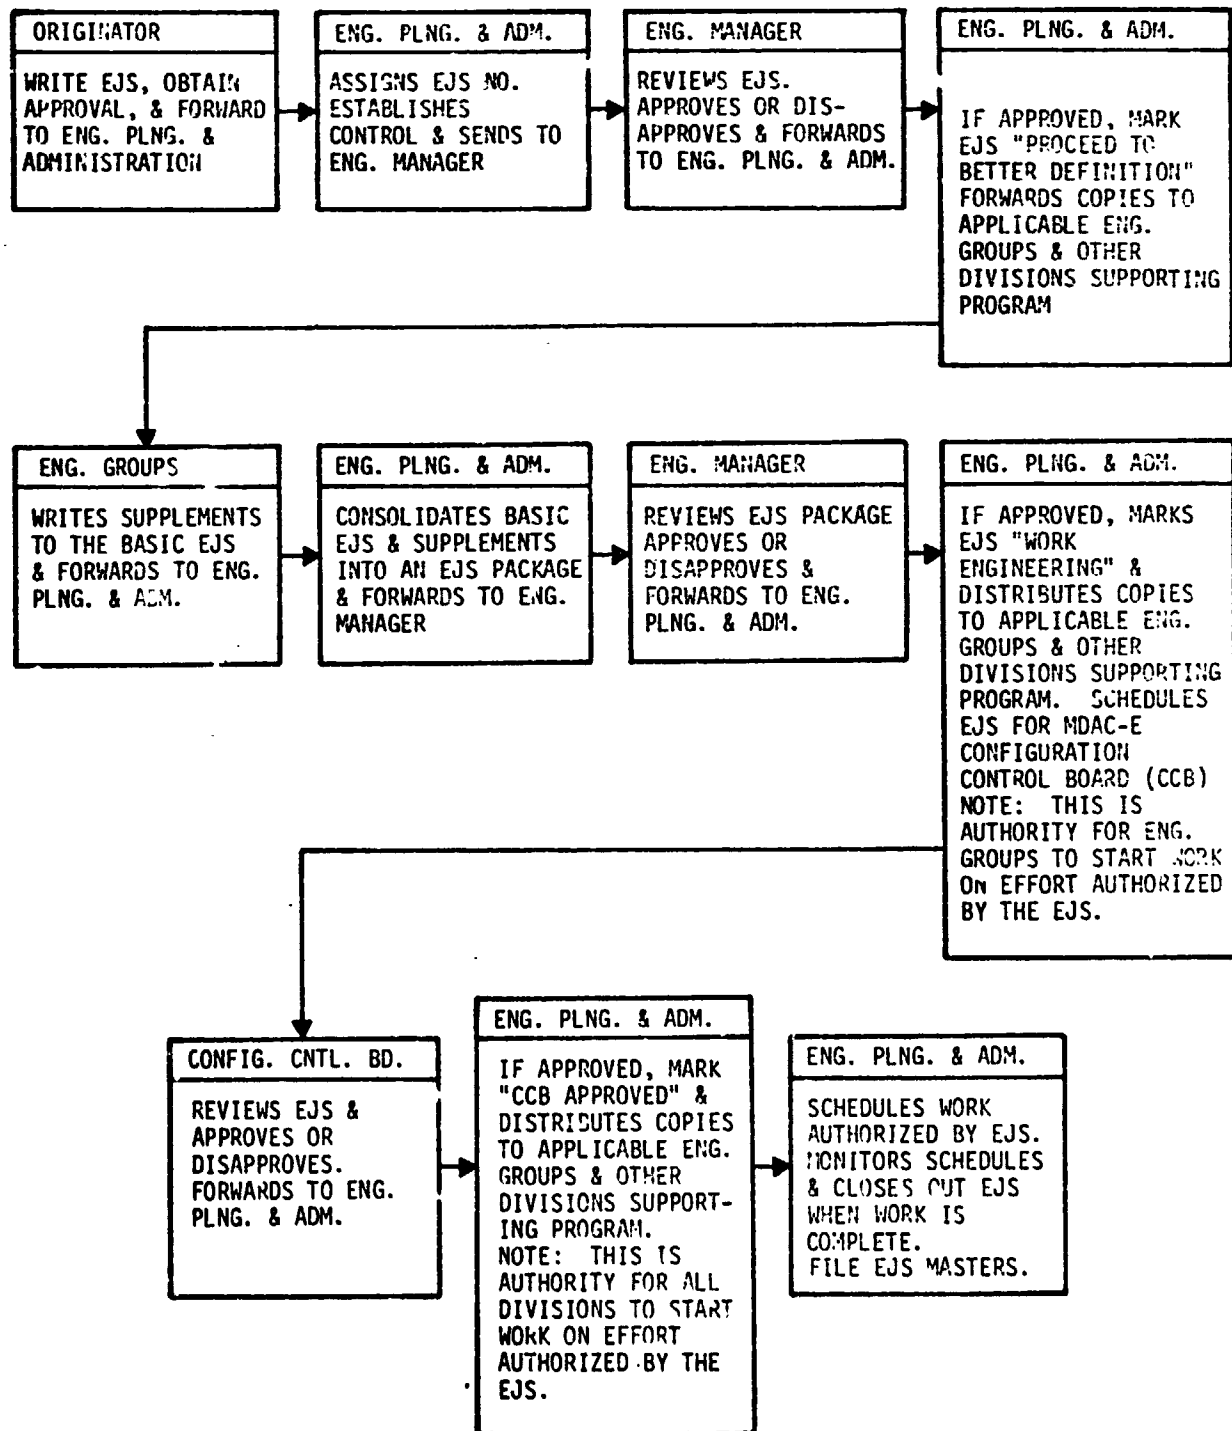 ORIGINATOR
WRITE EJS, OBTAIN
APPROVAL, & FORWARD
TO ENG. PLNG. &
ADMINISTRATION
ENG. PLNG. & ADM.
ASSIGNS EJS NO.
ESTABLISHES
CONTROL & SENDS TO
ENG. MANAGER
ENG. MANAGER
REVIEWS EJS.
APPROVES OR DIS-
APPROVES & FORWARDS
TO ENG. PLNG. & ADM.
ENG. PLNG. & ADM.
IF APPROVED, MARK
EJS "PROCEED TO
BETTER DEFINITION"
FORWARDS COPIES TO
APPLICABLE ENG.
GROUPS & OTHER
DIVISIONS SUPPORTING
PROGRAM
ENG. GROUPS
WRITES SUPPLEMENTS
TO THE BASIC EJS
& FORWARDS TO ENG.
PLNG. & ADM.
ENG. PLNG. & ADM.
CONSOLIDATES BASIC
EJS & SUPPLEMENTS
INTO AN EJS PACKAGE
& FORWARDS TO ENG.
MANAGER
ENG. MANAGER
REVIEWS EJS PACKAGE
APPROVES OR
DISAPPROVES &
FORWARDS TO ENG.
PLNG. & ADM.
ENG. PLNG. & ADM.
IF APPROVED, MARKS
EJS "WORK
ENGINEERING" &
DISTRIBUTES COPIES
TO APPLICABLE ENG.
GROUPS & OTHER
DIVISIONS SUPPORTING
PROGRAM. SCHEDULES
EJS FOR MDAC-E
CONFIGURATION
CONTROL BOARD (CCB)
NOTE: THIS IS
AUTHORITY FOR ENG.
GROUPS TO START WORK
ON EFFORT AUTHORIZED
BY THE EJS.
CONFIG. CNTL. BD.
REVIEWS EJS &
APPROVES OR
DISAPPROVES.
FORWARDS TO ENG.
PLNG. & ADM.
ENG. PLNG. & ADM.
IF APPROVED, MARK
"CCB APPROVED" &
DISTRIBUTES COPIES
TO APPLICABLE ENG.
GROUPS & OTHER
DIVISIONS SUPPORT-
ING PROGRAM.
NOTE: THIS IS
AUTHORITY FOR ALL
DIVISIONS TO START
WORK ON EFFORT
AUTHORIZED BY THE
EJS.
ENG. PLNG. & ADM.
SCHEDULES WORK
AUTHORIZED BY EJS.
MONITORS SCHEDULES
& CLOSES OUT EJS
WHEN WORK IS
COMPLETE.
FILE EJS MASTERS.